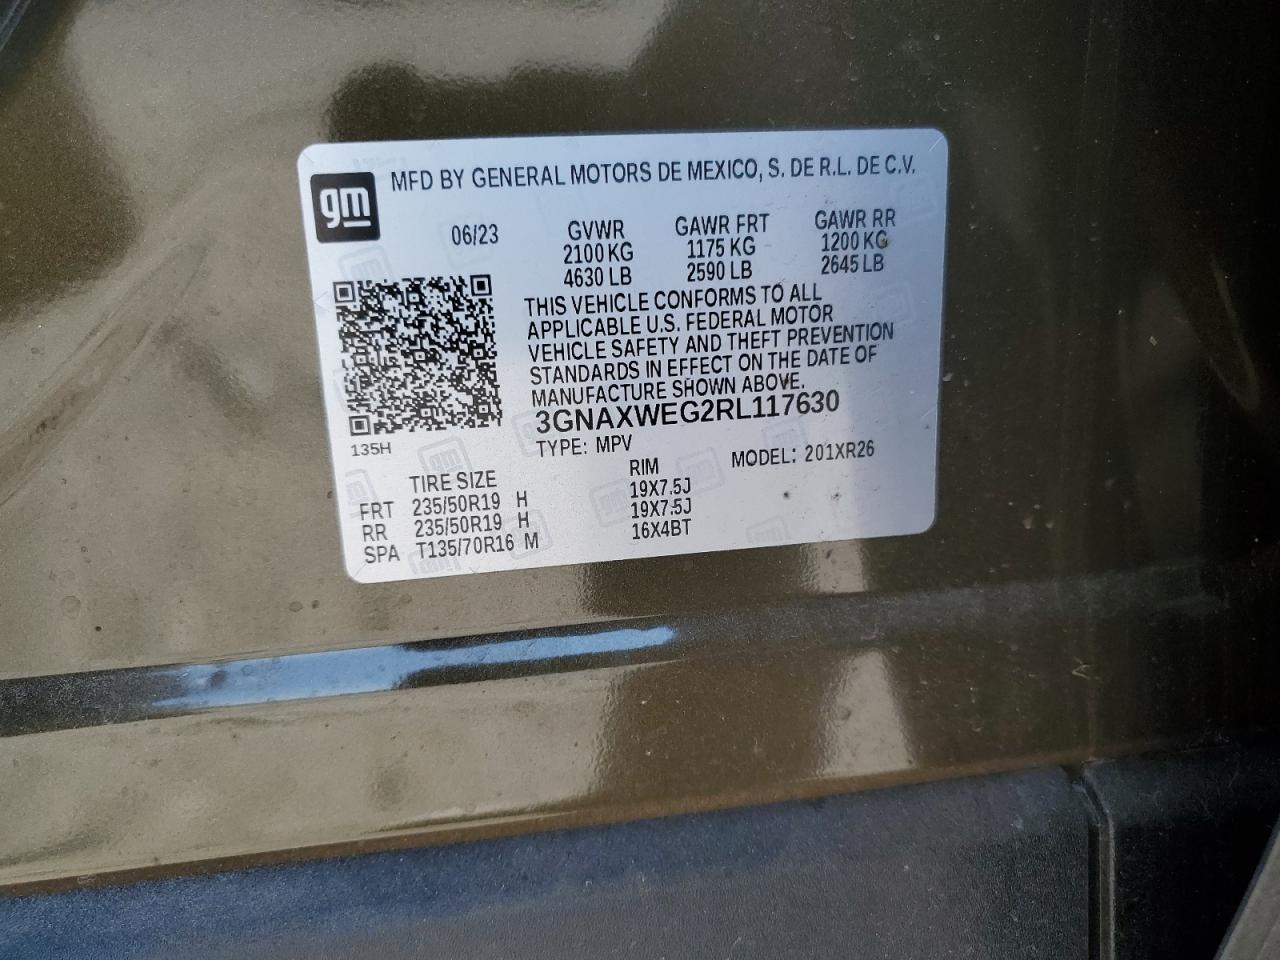 MFD BY GENERAL MOTORS DE MEXICO, S. DE R.L. DE C.V.
gm
06/23
GVWR GAWR FRT GAWR RR
2100 KG 1175 KG 1200 KG
4630 LB 2590 LB 2645 LB
THIS VEHICLE CONFORMS TO ALL
APPLICABLE U.S. FEDERAL MOTOR
VEHICLE SAFETY AND THEFT PREVENTION
STANDARDS IN EFFECT ON THE DATE OF
MANUFACTURE SHOWN ABOVE.
3GNAXWEG2RL117630
135H
TYPE: MPV MODEL: 201XR26
TIRE SIZE RIM
FRT 235/50R19 H 19X7.5J
RR 235/50R19 H 19X7.5J
SPA T135/70R16 M 16X4BT